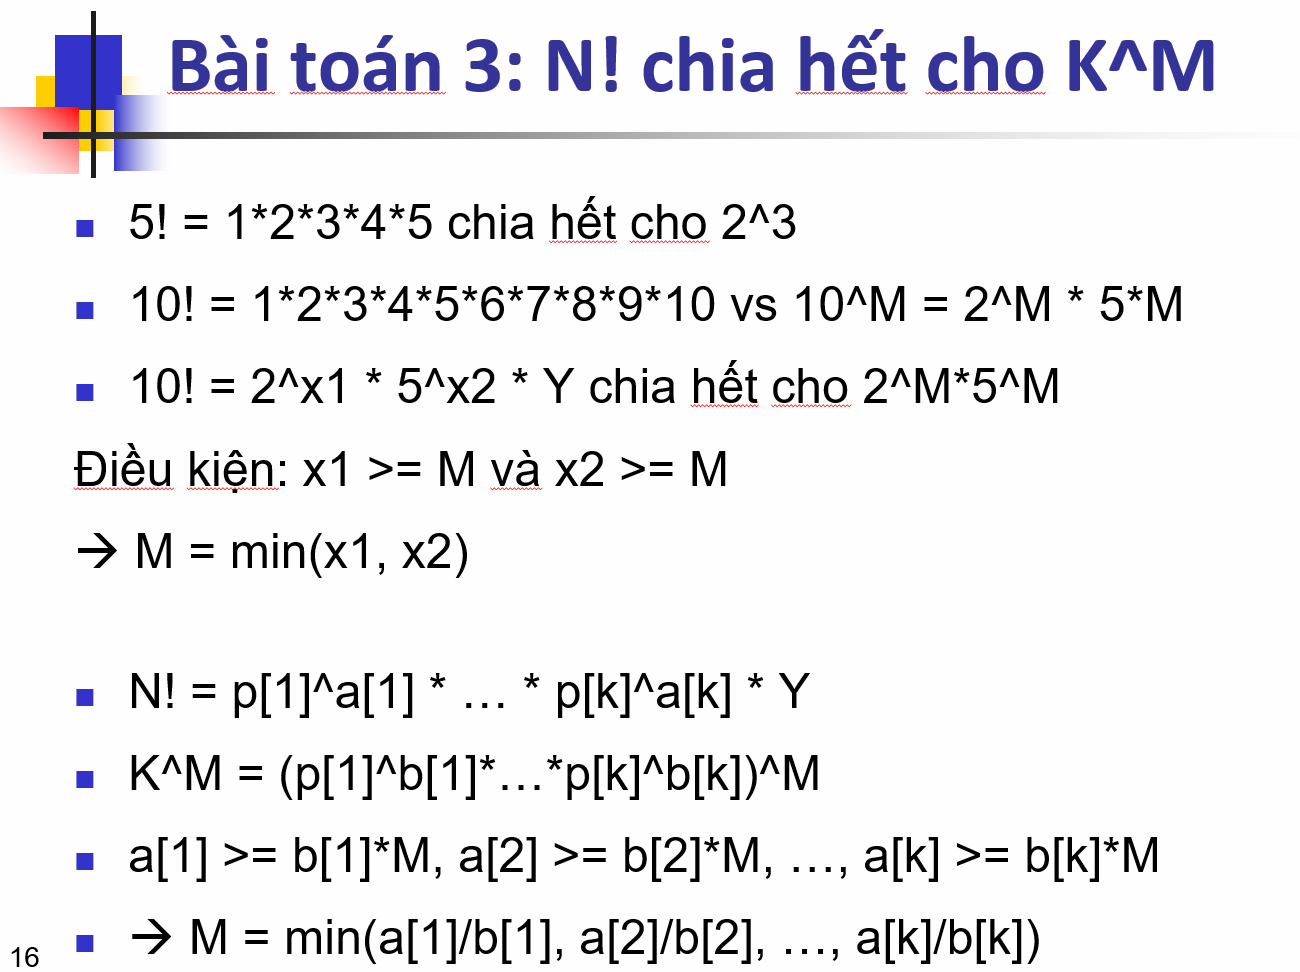 Bài toán 3: N! chia hết cho K^M
5! = 1*2*3*4*5 chia hết cho 2^3
10! = 1*2*3*4*5*6*7*8*9*10 vs 10^M = 2^M * 5*M
10! = 2^x1 * 5^x2 * Y chia hết cho 2^M*5^M
Điều kiện: x1 >= M và x2 >= M
→ M = min(x1, x2)
N! = p[1]^a[1] * … * p[k]^a[k] * Y
K^M = (p[1]^b[1]*…*p[k]^b[k])^M
a[1] >= b[1]*M, a[2] >= b[2]*M, …, a[k] >= b[k]*M
→ M = min(a[1]/b[1], a[2]/b[2], …, a[k]/b[k])
16